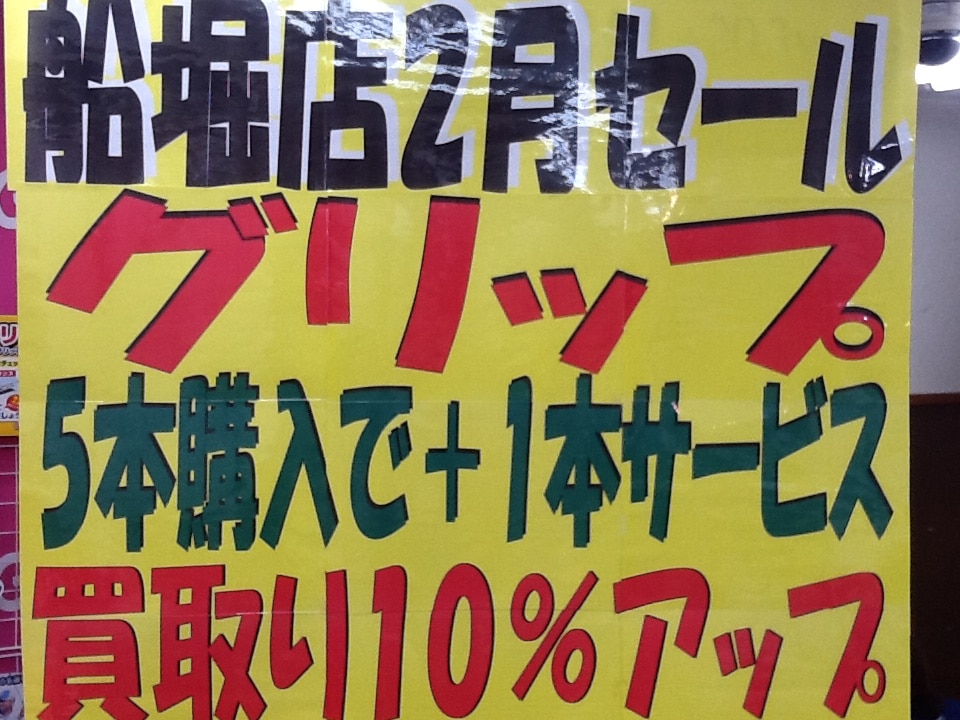 船堀店2月セール
グリップ
5本購入で+1本サービス
買取り10%アップ